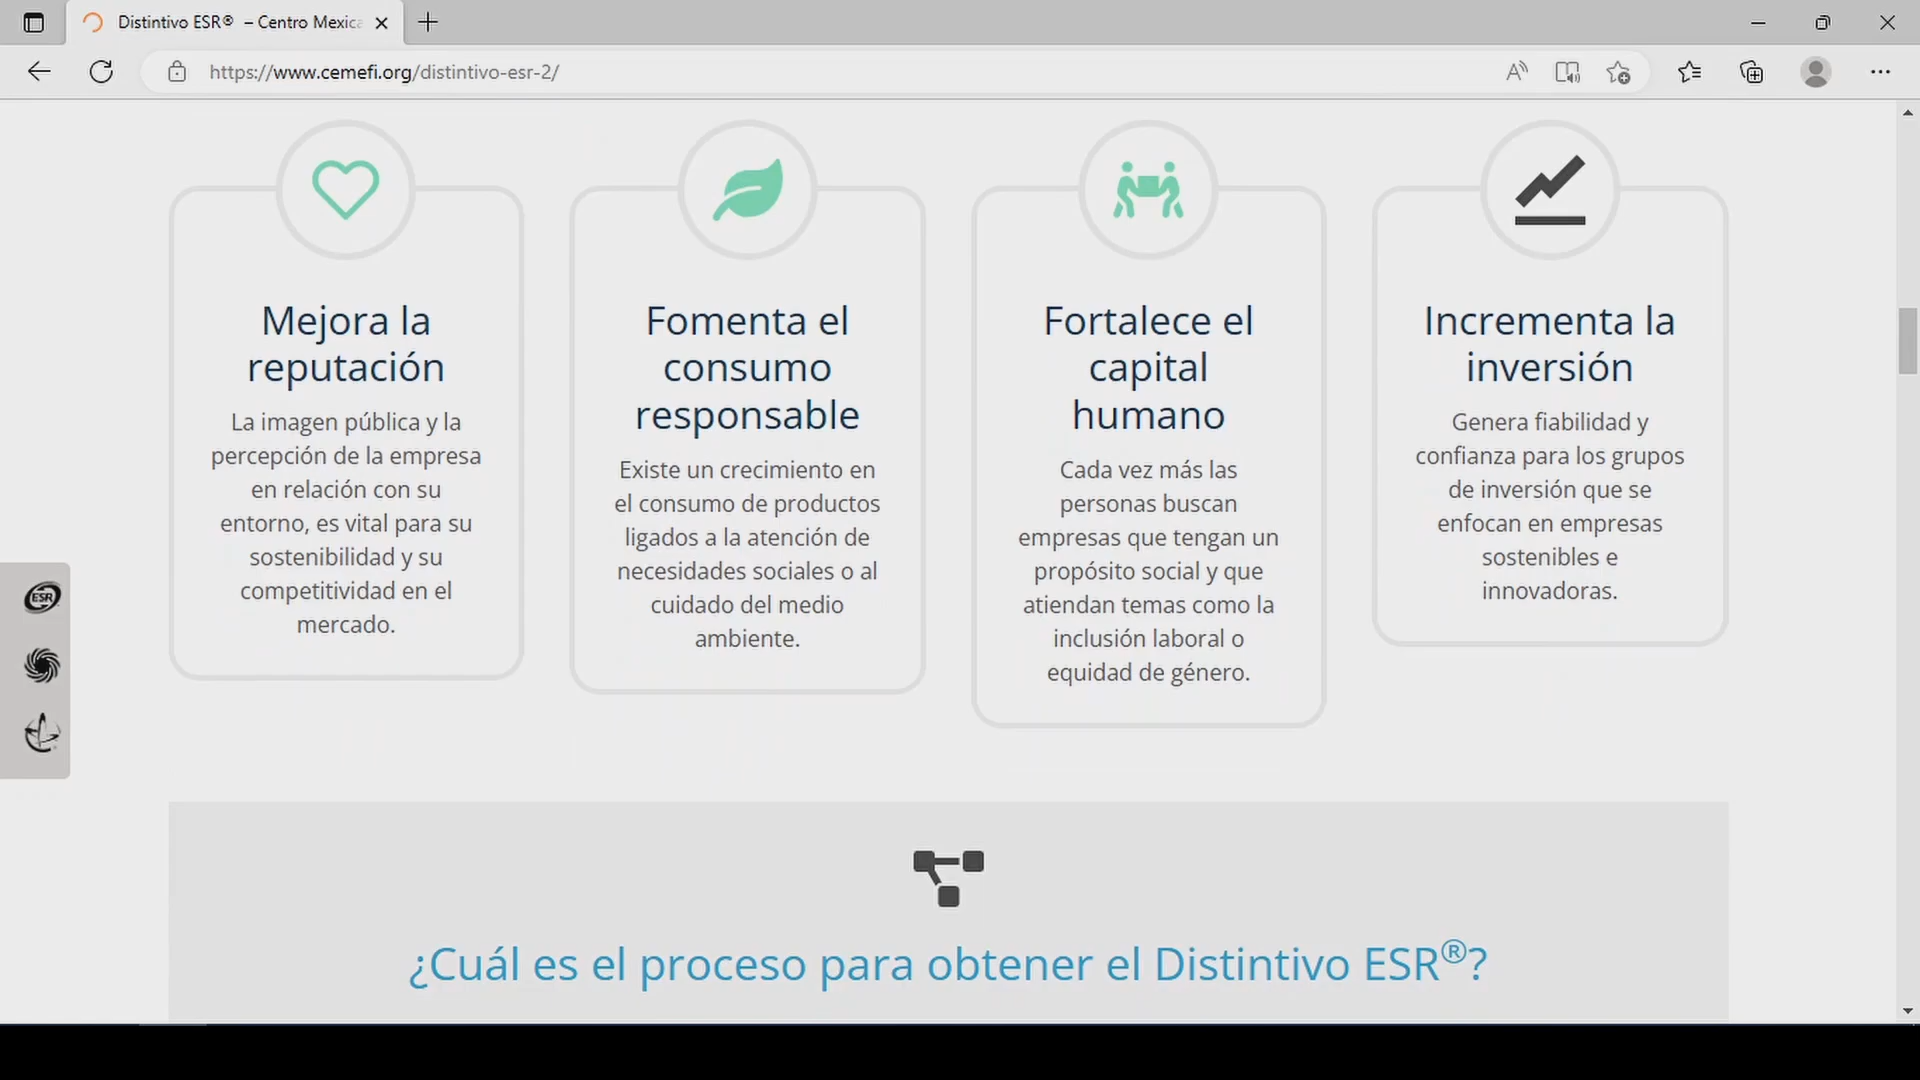 Distintivo ESR® – Centro Mexica
https://www.cemefi.org/distintivo-esr-2/
Mejora la
reputación
La imagen pública y la
percepción de la empresa
en relación con su
entorno, es vital para su
sostenibilidad y su
competitividad en el
mercado.
Fomenta el
consumo
responsable
Existe un crecimiento en
el consumo de productos
ligados a la atención de
necesidades sociales o al
cuidado del medio
ambiente.
Fortalece el
capital
humano
Cada vez más las
personas buscan
empresas que tengan un
propósito social y que
atiendan temas como la
inclusión laboral o
equidad de género.
Incrementa la
inversión
Genera fiabilidad y
confianza para los grupos
de inversión que se
enfocan en empresas
sostenibles e
innovadoras.
ESR
¿Cuál es el proceso para obtener el Distintivo ESR®?